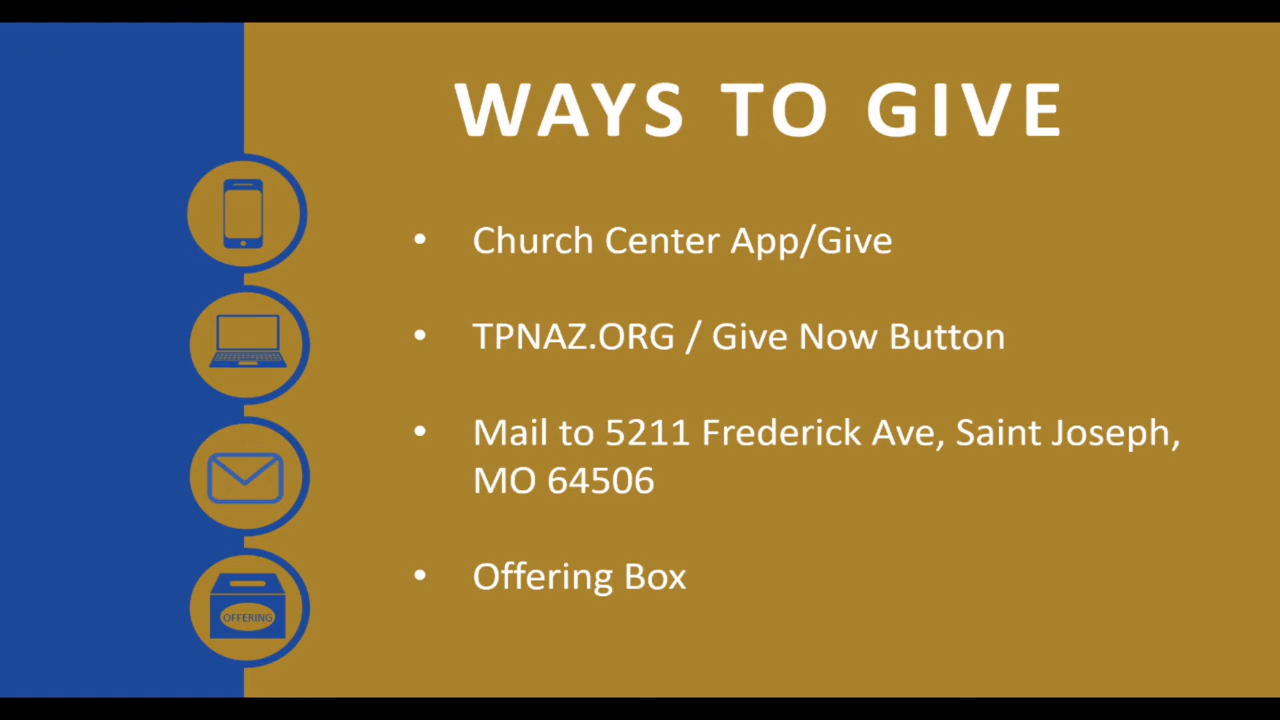 WAYS TO GIVE
• Church Center App/Give
• TPNAZ.ORG / Give Now Button
• Mail to 5211 Frederick Ave, Saint Joseph,
MO 64506
OFFERING
• Offering Box